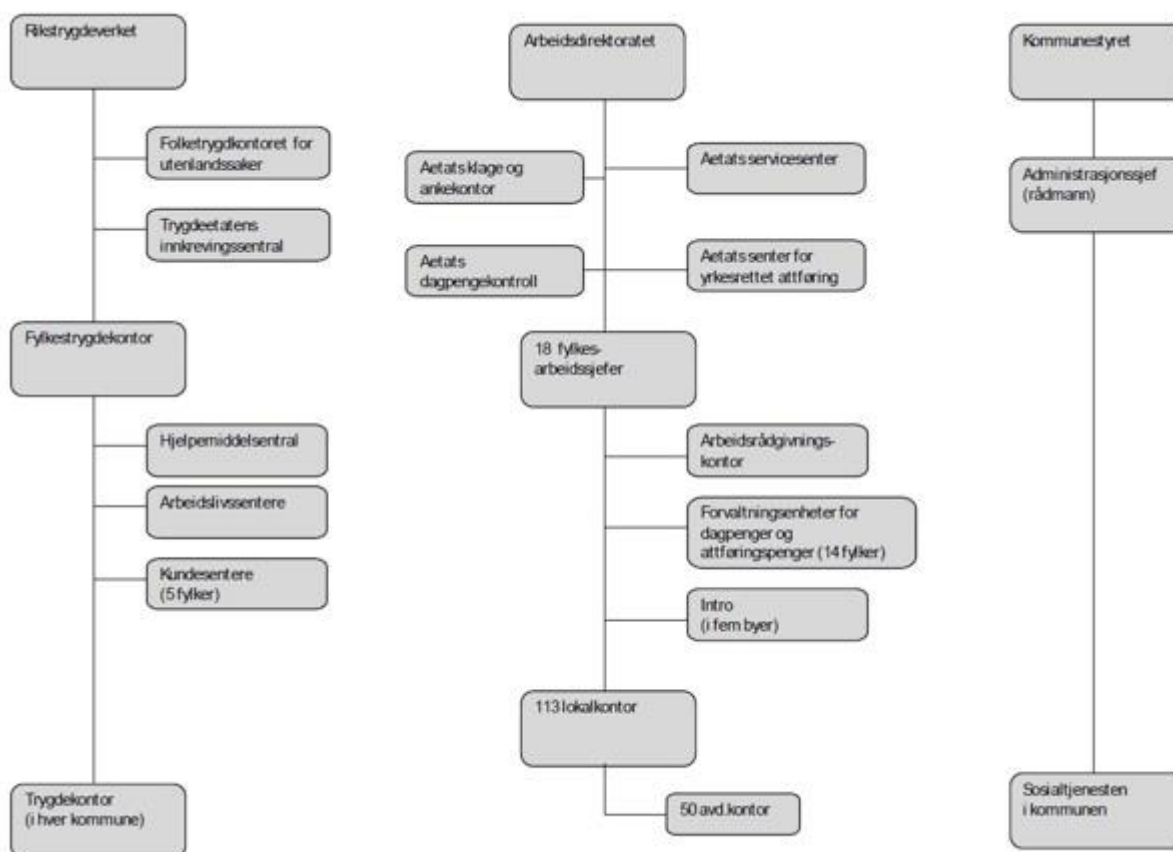 Rikstrygdeverket
Folketrygdkontoret for
utenlandssaker
Trygdeetatens
innkrevingssentral
Fylkestrygdekontor
Hjelpemiddelsentral
Arbeidslivssentere
Kundesentere
(5 fylker)
Trygdekontor
(i hver kommune)
Arbeidsdirektoratet
Aetats klage og
ankekontor
Aetats servicesenter
Aetats
dagpengekontroll
Aetats senter for
yrkesrettet attføring
18 fylkes-
arbeidssjefer
Arbeidsrådgivnings-
kontor
Forvaltningsenheter for
dagpenger og
attføringspenger (14 fylker)
Intro
(i fem byer)
113 lokalkontor
50 avd.kontor
Kommunestyret
Administrasjonssjef
(rådmann)
Sosialtjenesten
i kommunen